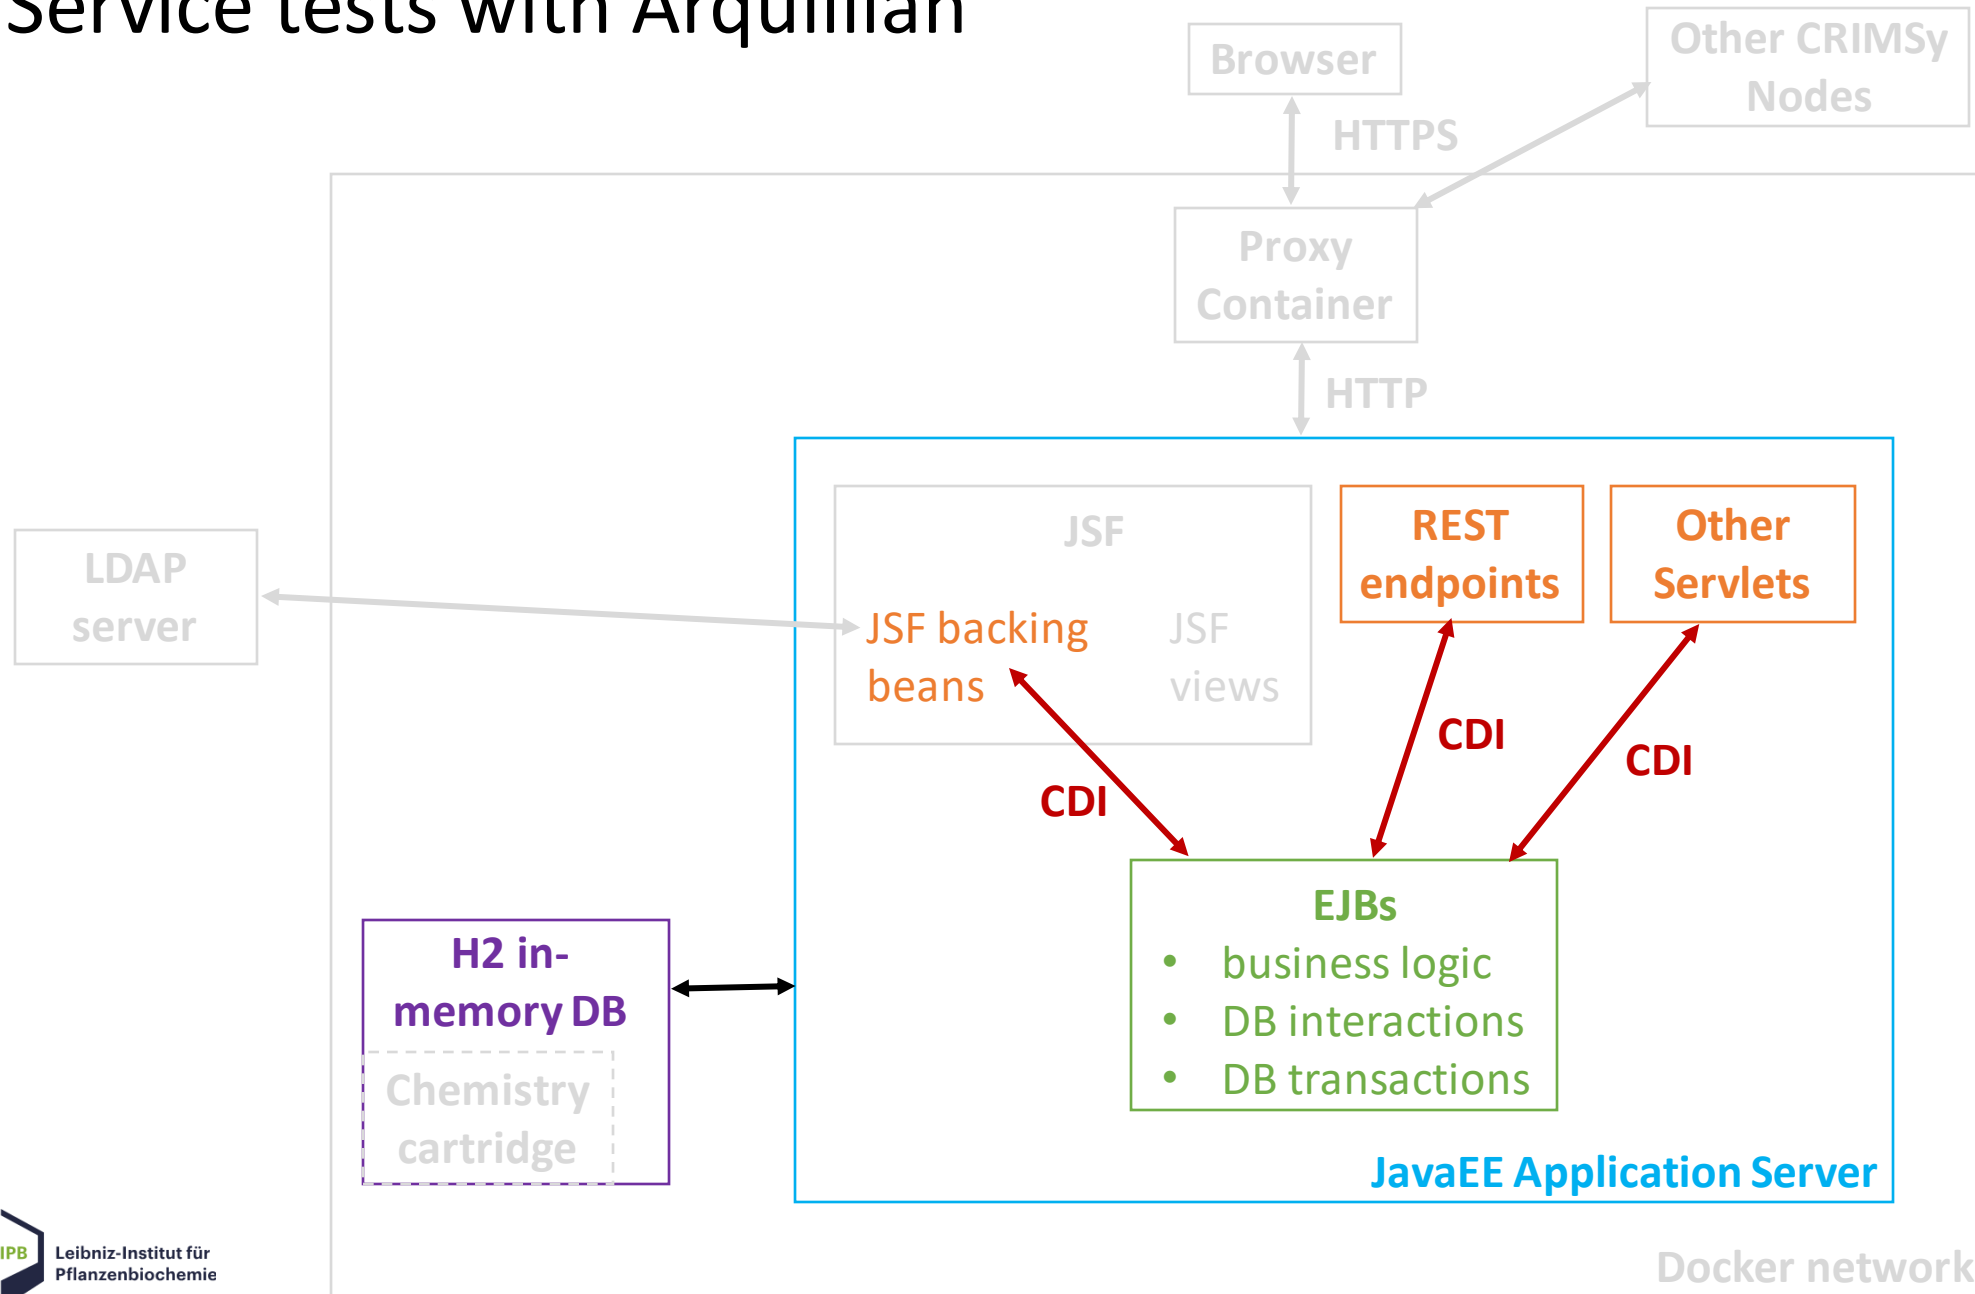 Service tests with Arquillian
Browser
Other CRIMSy
Nodes
HTTPS
Proxy
Container
HTTP
JSF
REST
endpoints
Other
Servlets
LDAP
server
JSF backing
beans
JSF
views
CDI
CDI
CDI
EJBs
• business logic
• DB interactions
• DB transactions
H2 in-
memory DB
Chemistry
cartridge
JavaEE Application Server
IPB
Leibniz-Institut für
Pflanzenbiochemie
Docker network